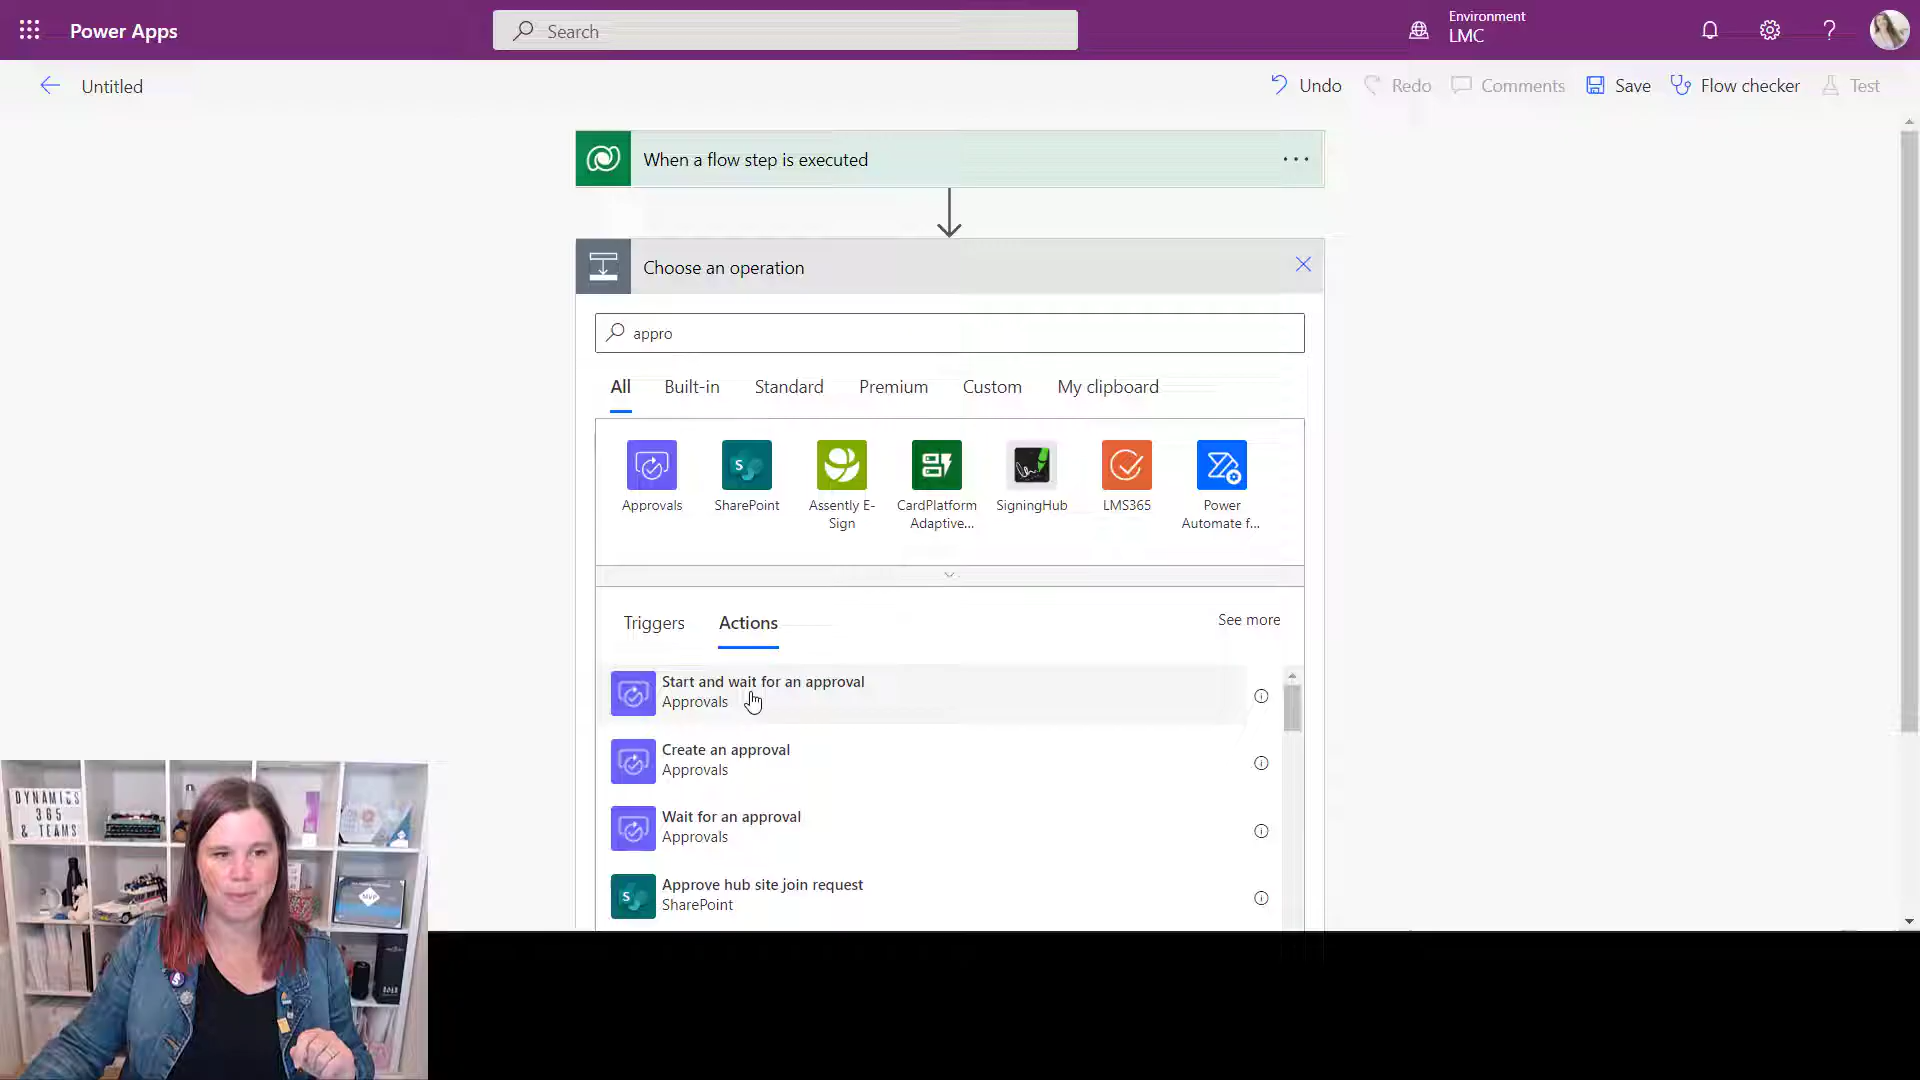 Power Apps
Search
Environment
LMC
?
Untitled
Undo
Redo
Comments
Save
Flow checker
Test
When a flow step is executed
Choose an operation
appro
All
Built-in
Standard
Premium
Custom
My clipboard
Approvals
SharePoint
Assently E-
Sign
CardPlatform
Adaptive...
SigningHub
LMS365
Power
Automate f...
Triggers
Actions
See more
Start and wait for an approval
Approvals
Create an approval
Approvals
Wait for an approval
Approvals
Approve hub site join request
SharePoint
DYNAMICS
365
& TEAMS
MVP